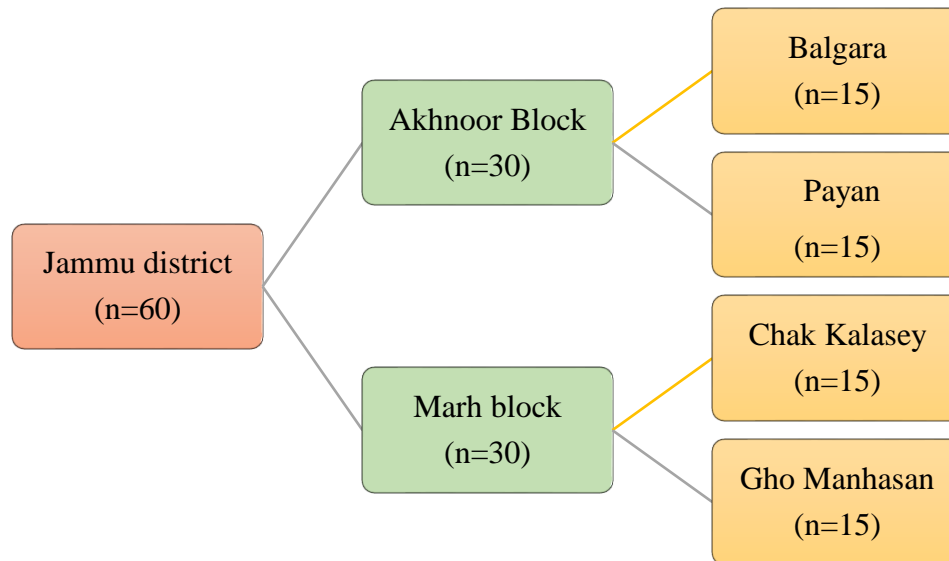 Jammu district
(n=60)
Akhnoor Block
(n=30)
Balgara
(n=15)
Payan
(n=15)
Marh block
(n=30)
Chak Kalasey
(n=15)
Gho Manhasan
(n=15)